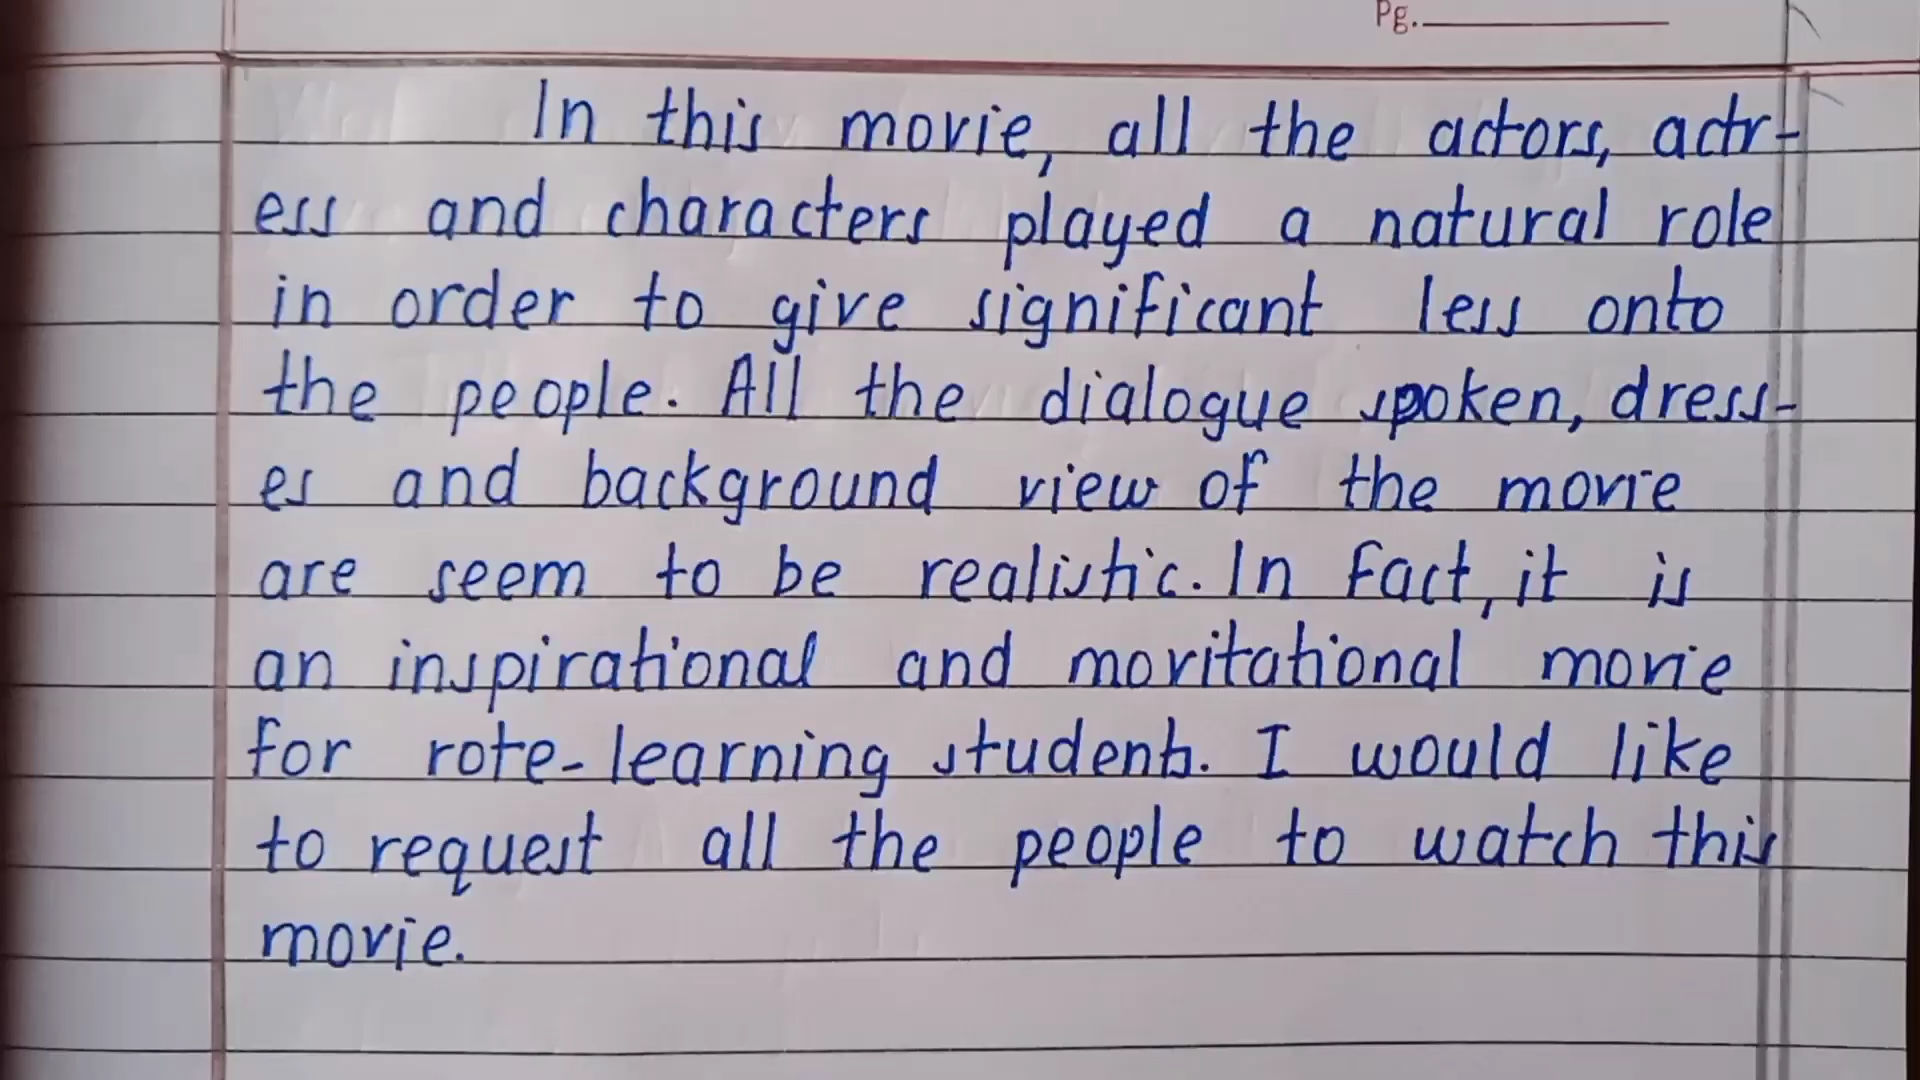 Pg.
In this movie, all the actors, actr-
ess and characters played a natural role
in order to give significant less onto
the people. All the dialogue spoken, dress-
es and background view of the movie
are seem to be realistic. In fact, it is
an inspirational and movitational movie
for rote-learning students. I would like
to request all the people to watch this
movie.